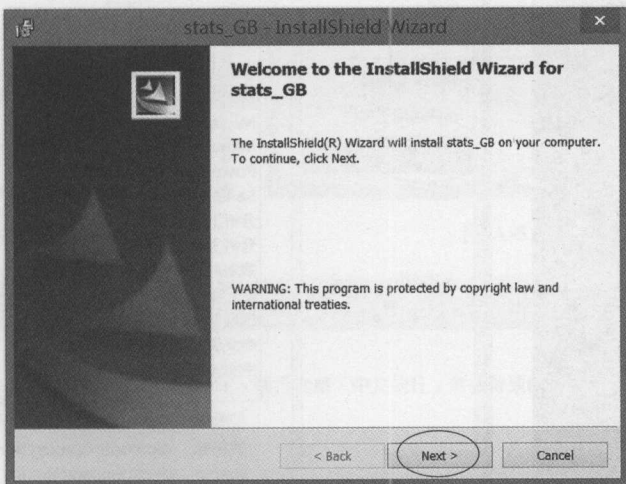 stats_GB - InstallShield Wizard
Welcome to the InstallShield Wizard for
stats_GB
The InstallShield(R) Wizard will install stats_GB on your computer.
To continue, click Next.
WARNING: This program is protected by copyright law and
international treaties.
< Back
Next >
Cancel